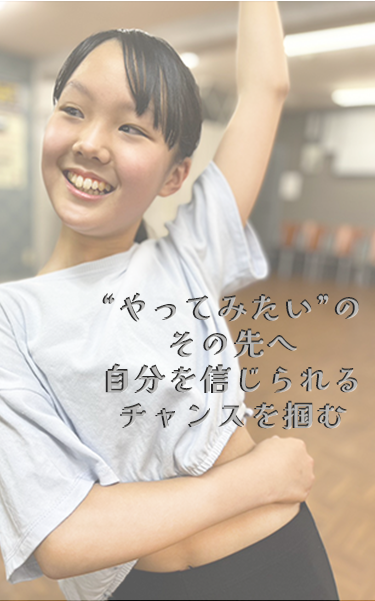 “やってみたい”の
その先へ
自分を信じられる
チャンスを掴む